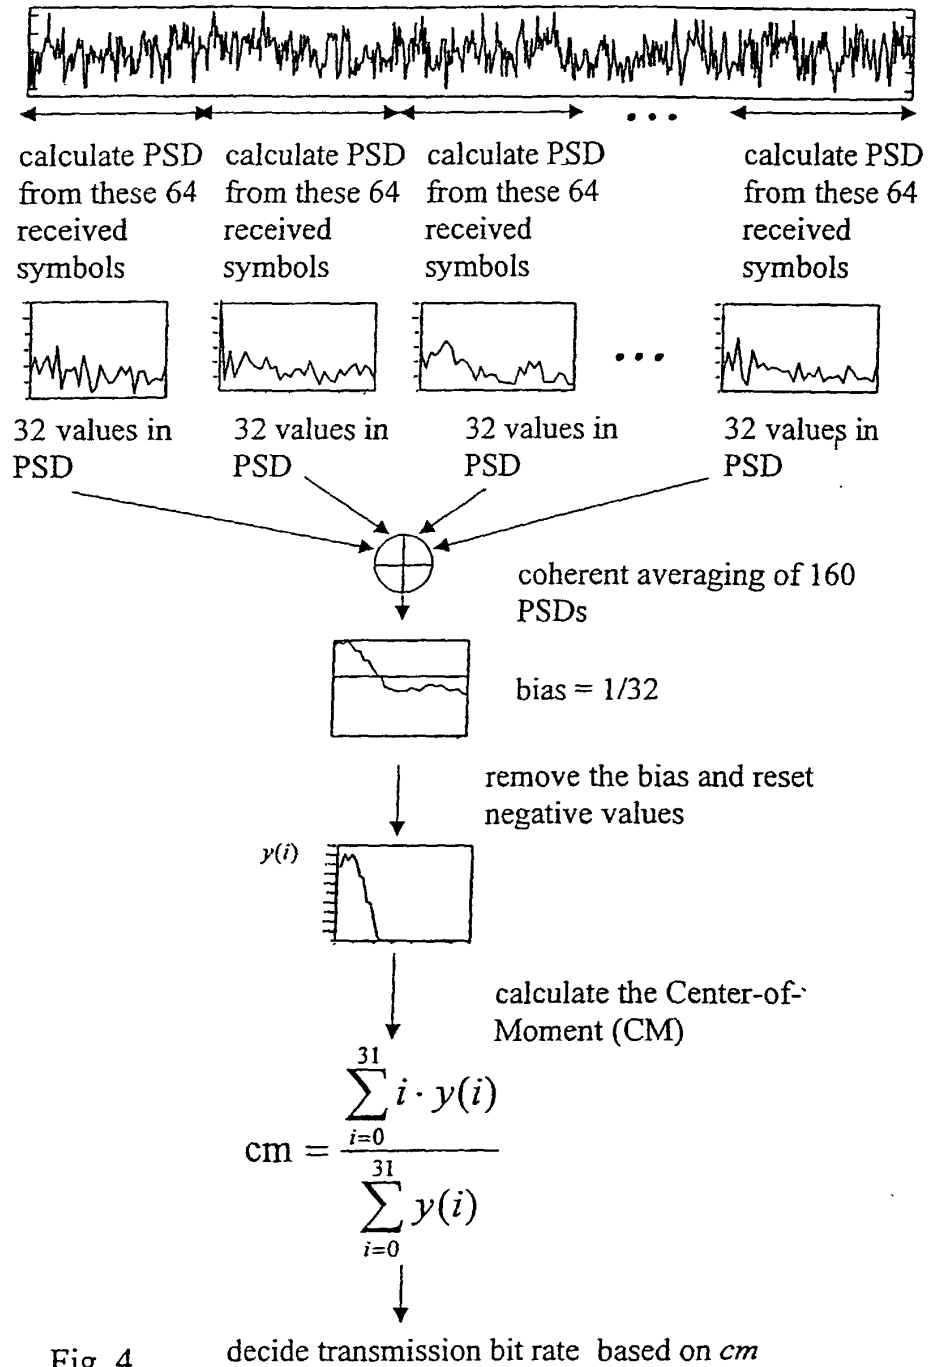 calculate PSD from these 64 received symbols
calculate PSD from these 64 received symbols
calculate PSD from these 64 received symbols
• • •
calculate PSD from these 64 received symbols
32 values in PSD
32 values in PSD
32 values in PSD
• • •
32 values in PSD
coherent averaging of 160 PSDs
bias = 1/32
remove the bias and reset negative values
y(i)
calculate the Center-of-Moment (CM)
31 31
cm = ∑ i · y(i) / ∑ y(i)
i=0 i=0
Fig. 4
decide transmission bit rate based on cm